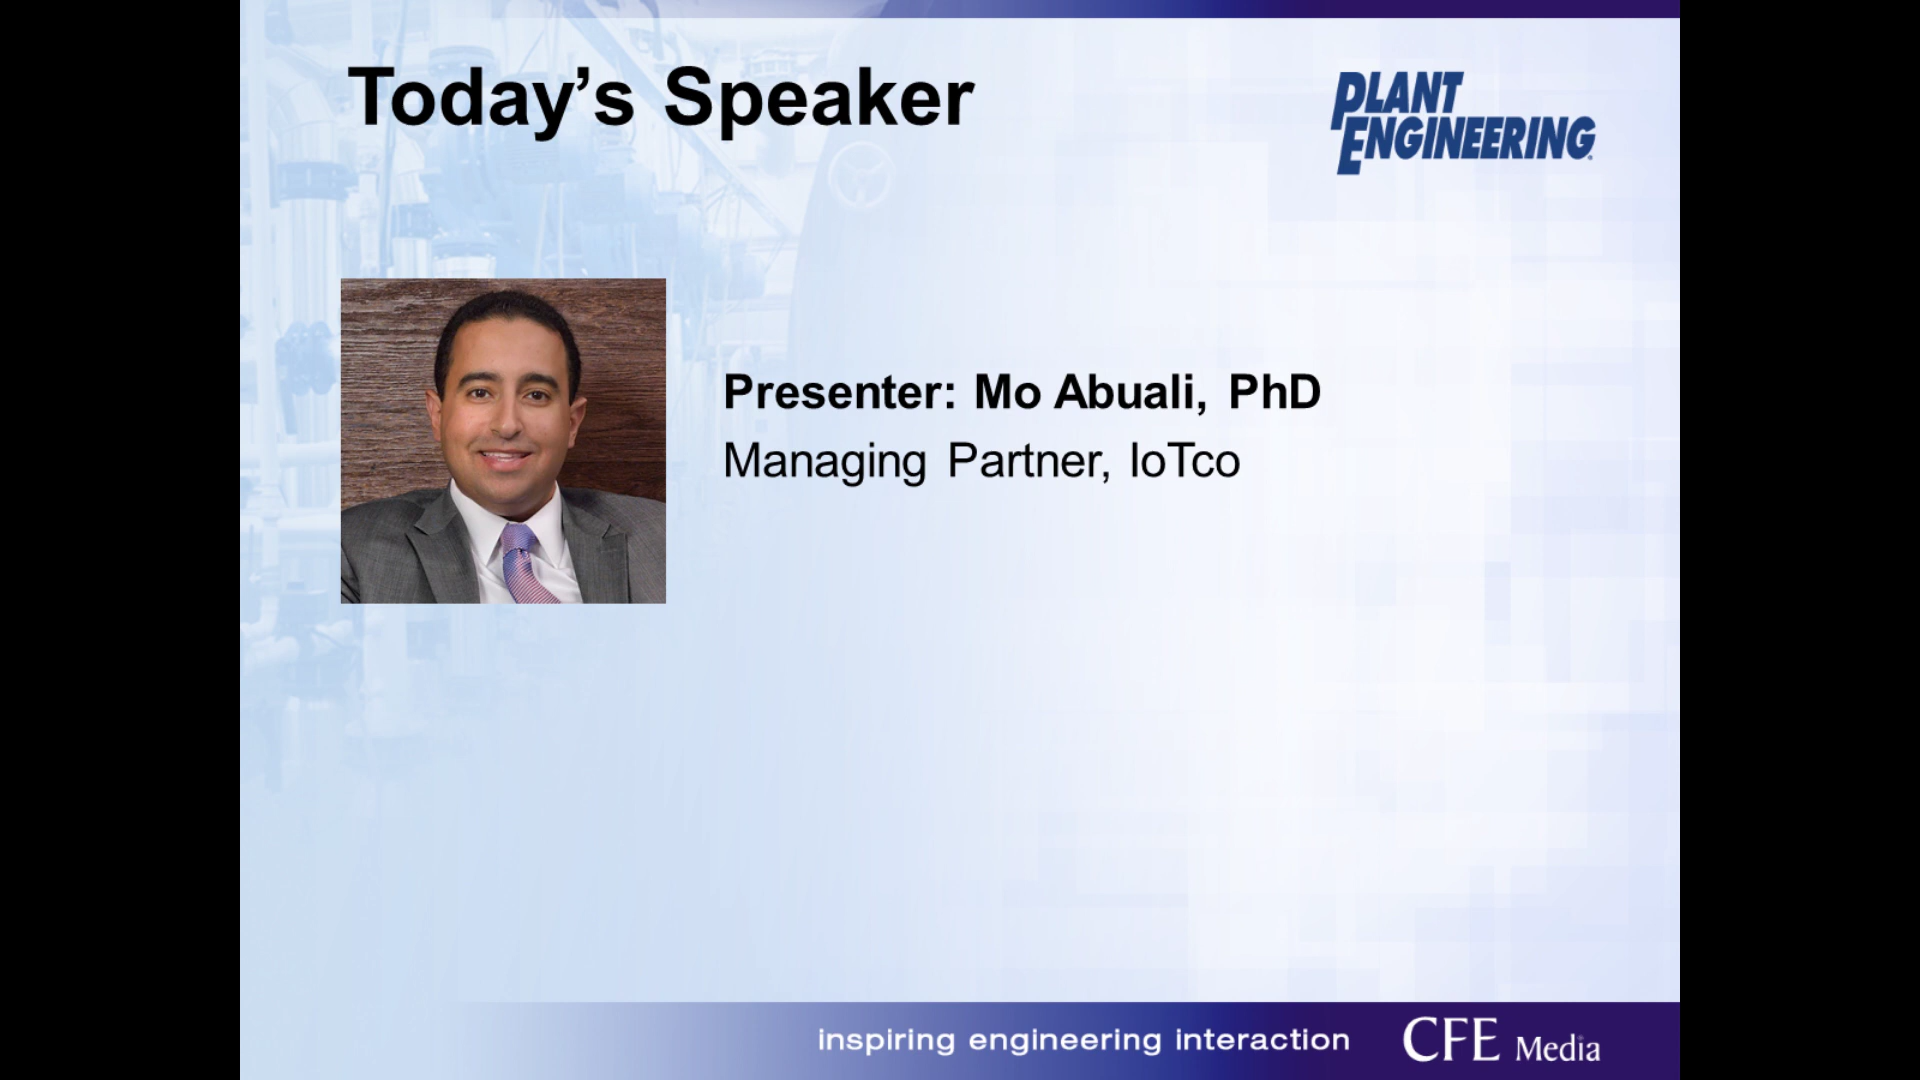 Today’s Speaker
PLANT
ENGINEERING
Presenter: Mo Abuali, PhD
Managing Partner, IoTco
inspiring engineering interaction
CFE Media